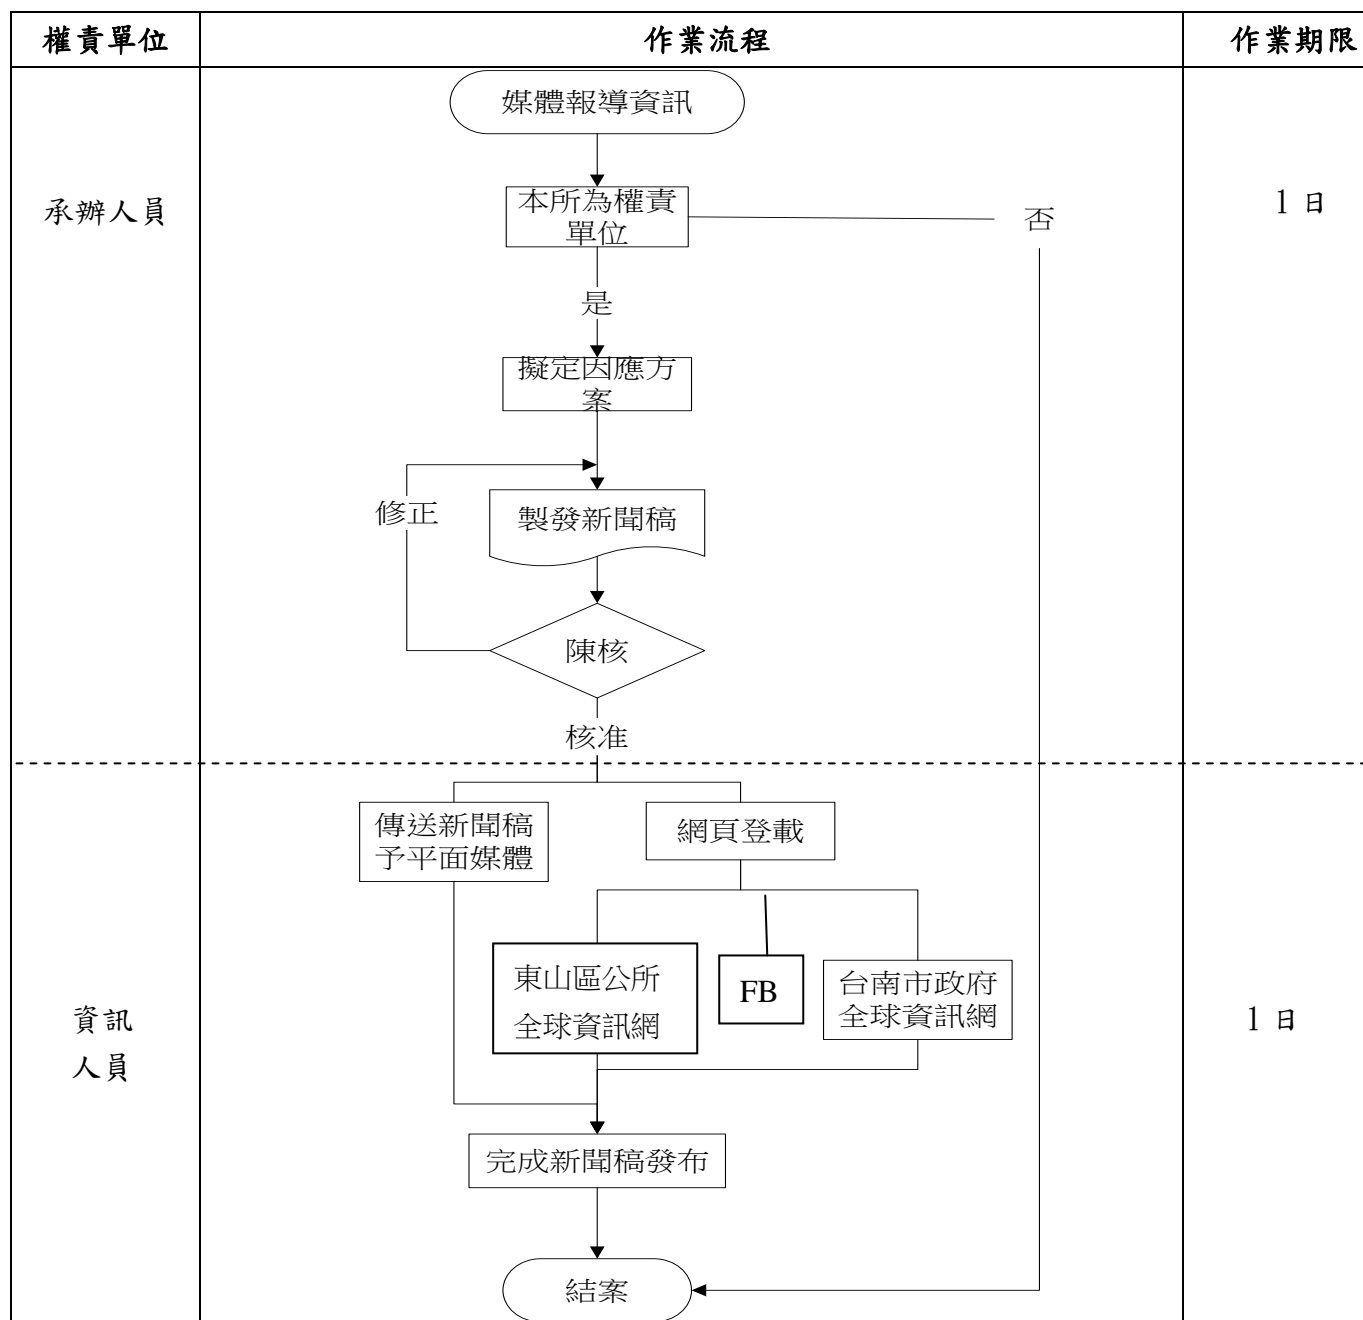 權責單位
作業流程
作業期限
媒體報導資訊
承辦人員
本所為權責
單位
否
1 日
是
擬定因應方
案
修正
製發新聞稿
陳核
核准
傳送新聞稿
予平面媒體
網頁登載
東山區公所
全球資訊網
FB
台南市政府
全球資訊網
資訊
人員
1 日
完成新聞稿發布
結案